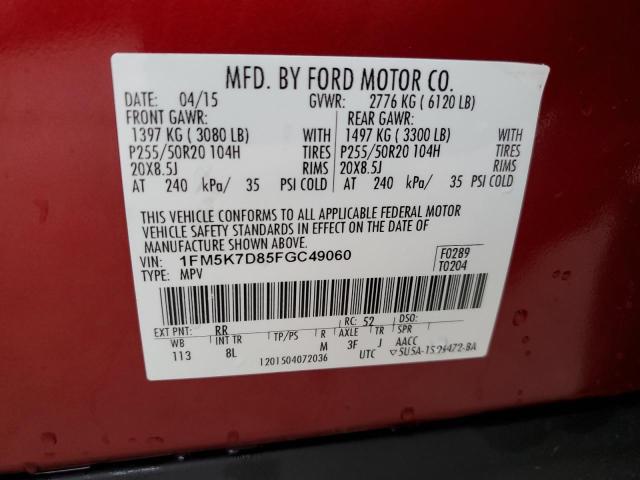 MFD. BY FORD MOTOR CO.
DATE: 04/15 GVWR: 2776 KG ( 6120 LB)
FRONT GAWR: REAR GAWR:
1397 KG ( 3080 LB) WITH 1497 KG ( 3300 LB) WITH
P255/50R20 104H TIRES P255/50R20 104H TIRES
20X8.5J RIMS 20X8.5J RIMS
AT 240 kPa/ 35 PSI COLD AT 240 kPa/ 35 PSI COLD
THIS VEHICLE CONFORMS TO ALL APPLICABLE FEDERAL MOTOR
VEHICLE SAFETY STANDARDS IN EFFECT ON THE DATE OF
MANUFACTURE SHOWN ABOVE.
VIN: 1FM5K7D85FGC49060 F0289
TYPE: MPV T0204
EXT PNT: RR RC: 52 DSO:
WB INT TR TP/PS R AXLE TR SPR
113 8L M 3F J AACC
1201504072036 UTC